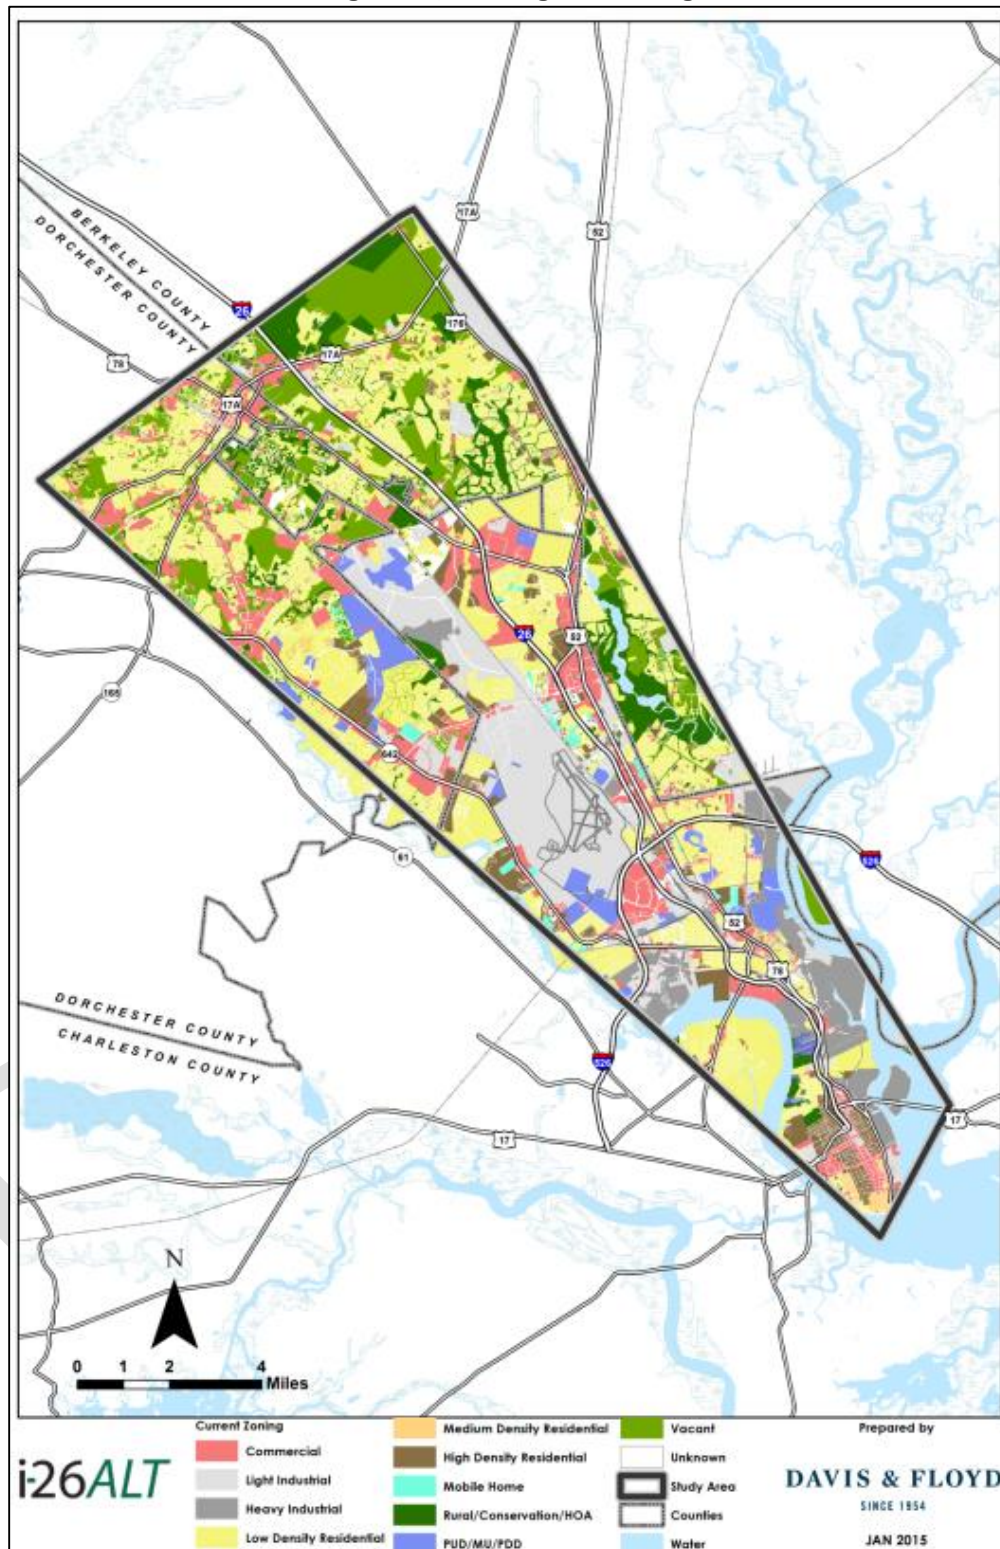 17A
52
BERKELEY COUNTY
DORCHESTER COUNTY
26
176
78
17A
17A
26
52
165
642
61
526
52
78
DORCHESTER COUNTY
CHARLESTON COUNTY
526
17
17
N
0 1 2 4
Miles
i-26ALT
Current Zoning
Commercial
Light Industrial
Heavy Industrial
Low Density Residential
Medium Density Residential
High Density Residential
Mobile Home
Rural/Conservation/HOA
PUD/MU/PDD
Vacant
Unknown
Study Area
Counties
Water
Prepared by
DAVIS & FLOYD
SINCE 1954
JAN 2015